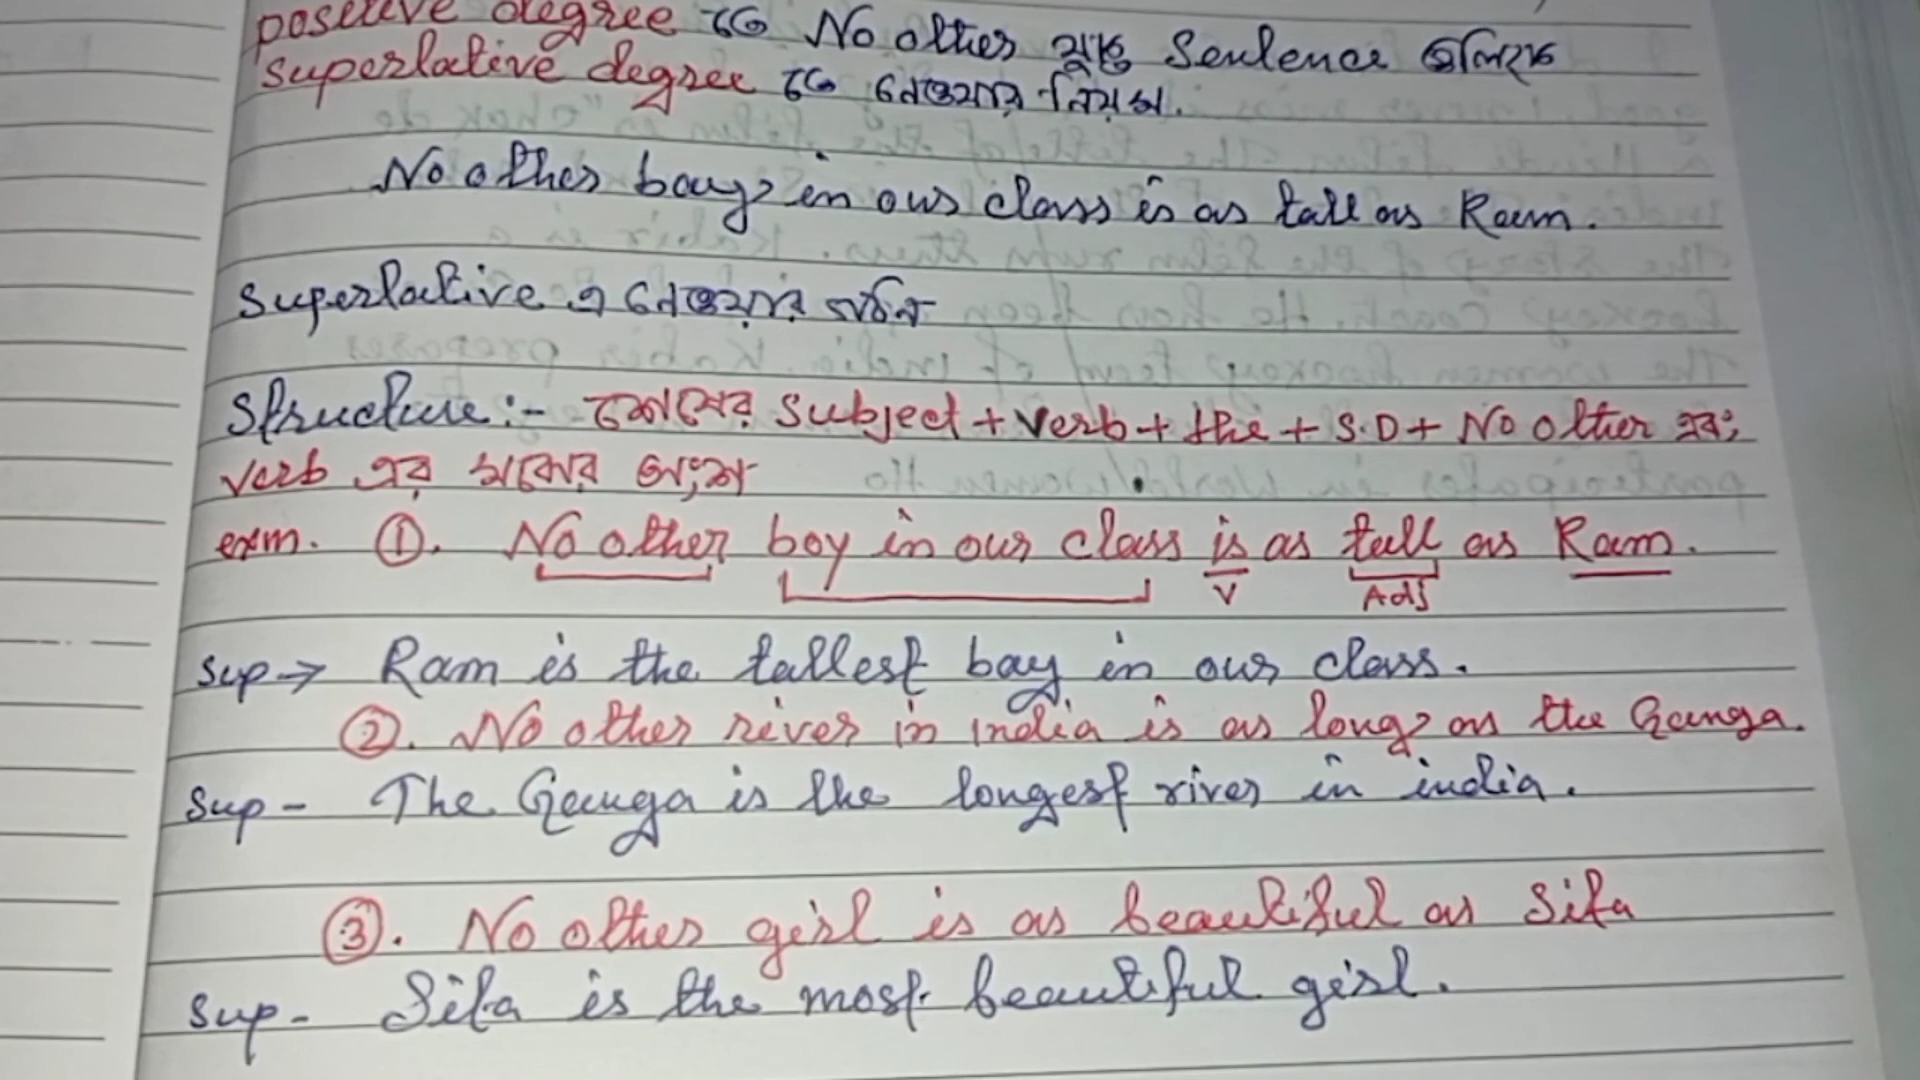 positive degree তে No other যুক্ত Sentence গুলিকে
superlative degree তে নেওয়ার নিয়ম.
No other boy in our class is as tall as Ram.
Superlative এ নেওয়ার গঠন
Structure :- শেষের Subject + Verb + the + S.D + No other এবং
verb এর মাঝের অংশ
exm. ①. No other boy in our class is as tall as Ram.
V Adj
Sup → Ram is the tallest boy in our class.
②. No other river in india is as long as the Ganga.
Sup - The Ganga is the longest river in india.
③. No other girl is as beautiful as Sita
Sup - Sita is the most beautiful girl.